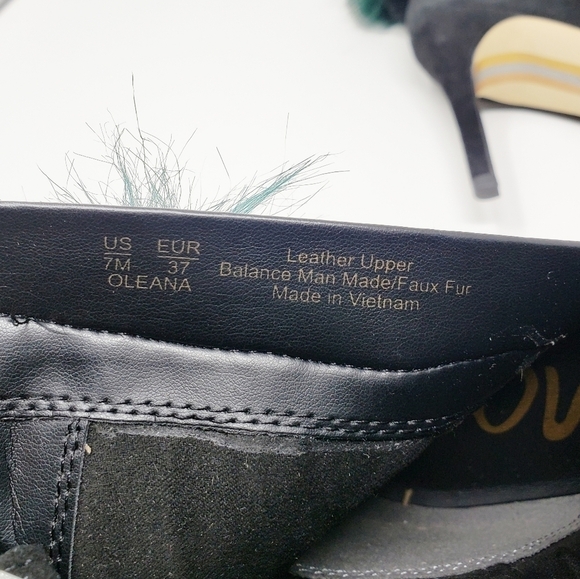 US EUR
7M 37
OLEANA
Leather Upper
Balance Man Made/Faux Fur
Made in Vietnam